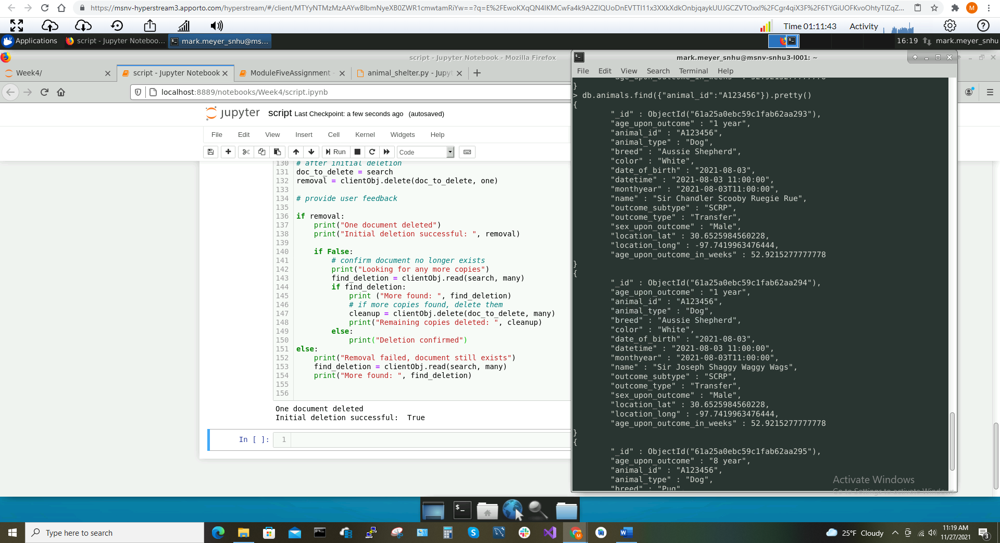 https://msnv-hyperstream3.apporto.com/hyperstream/#/client/
Time 01:11:43
Activity
Applications
script - Jupyter Noteboo...
mark.meyer_snhu@ms...
16:19
mark.meyer_snhu
script - Jupyter Notebook - Mozilla Firefox
Week4/
script - Jupyter Notebook
ModuleFiveAssignment -
animal_shelter.py - Jupyt
localhost:8889/notebooks/Week4/script.ipynb
jupyter script Last Checkpoint: a few seconds ago (autosaved)
File Edit View Insert Cell Kernel Widgets Help
Run
Code
130 # after initial deletion
131 doc_to_delete = search
132 removal = clientObj.delete(doc_to_delete, one)
133
134 # provide user feedback
135
136 if removal:
137 print("One document deleted")
138 print("Initial deletion successful: ", removal)
139
140 if False:
141 # confirm document no longer exists
142 print("Looking for any more copies")
143 find_deletion = clientObj.read(search, many)
144 if find_deletion:
145 print ("More found: ", find_deletion)
146 # if more copies found, delete them
147 cleanup = clientObj.delete(doc_to_delete, many)
148 print("Remaining copies deleted: ", cleanup)
149 else:
150 print("Deletion confirmed")
151 else:
152 print("Removal failed, document still exists")
153 find_deletion = clientObj.read(search, many)
154 print("More found: ", find_deletion)
155
156
One document deleted
Initial deletion successful:  True
In [ ]: 1
mark.meyer_snhu@msnv-snhu3-l001: ~
File Edit View Search Terminal Help
"age_upon_outcome_in_weeks" : 52.9215277777778
}
> db.animals.find({"animal_id":"A123456"}).pretty()
{
"_id" : ObjectId("61a25a0ebc59c1fab62aa293"),
"age_upon_outcome" : "1 year",
"animal_id" : "A123456",
"animal_type" : "Dog",
"breed" : "Aussie Shepherd",
"color" : "White",
"date_of_birth" : "2021-08-03",
"datetime" : "2021-08-03 11:00:00",
"monthyear" : "2021-08-03T11:00:00",
"name" : "Sir Chandler Scooby Ruegie Rue",
"outcome_subtype" : "SCRP",
"outcome_type" : "Transfer",
"sex_upon_outcome" : "Male",
"location_lat" : 30.6525984560228,
"location_long" : -97.7419963476444,
"age_upon_outcome_in_weeks" : 52.9215277777778
}
{
"_id" : ObjectId("61a25a0ebc59c1fab62aa294"),
"age_upon_outcome" : "1 year",
"animal_id" : "A123456",
"animal_type" : "Dog",
"breed" : "Aussie Shepherd",
"color" : "White",
"date_of_birth" : "2021-08-03",
"datetime" : "2021-08-03 11:00:00",
"monthyear" : "2021-08-03T11:00:00",
"name" : "Sir Joseph Shaggy Waggy Wags",
"outcome_subtype" : "SCRP",
"outcome_type" : "Transfer",
"sex_upon_outcome" : "Male",
"location_lat" : 30.6525984560228,
"location_long" : -97.7419963476444,
"age_upon_outcome_in_weeks" : 52.9215277777778
}
{
"_id" : ObjectId("61a25a0ebc59c1fab62aa295"),
"age_upon_outcome" : "8 year",
"animal_id" : "A123456",
"animal_type" : "Dog",
"breed" : "Pug",
Activate Windows
Go to Settings to activate Windows.
Type here to search
25°F Cloudy
11:19 AM
11/27/2021
3